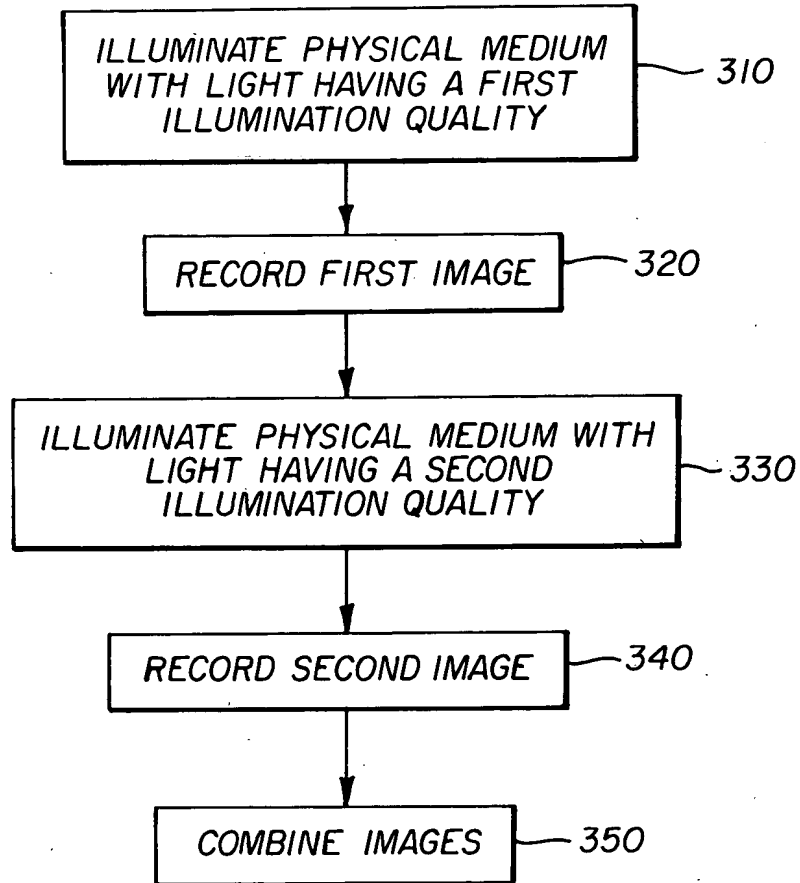 ILLUMINATE PHYSICAL MEDIUM
WITH LIGHT HAVING A FIRST
ILLUMINATION QUALITY
310
RECORD FIRST IMAGE
320
ILLUMINATE PHYSICAL MEDIUM WITH
LIGHT HAVING A SECOND
ILLUMINATION QUALITY
330
RECORD SECOND IMAGE
340
COMBINE IMAGES
350